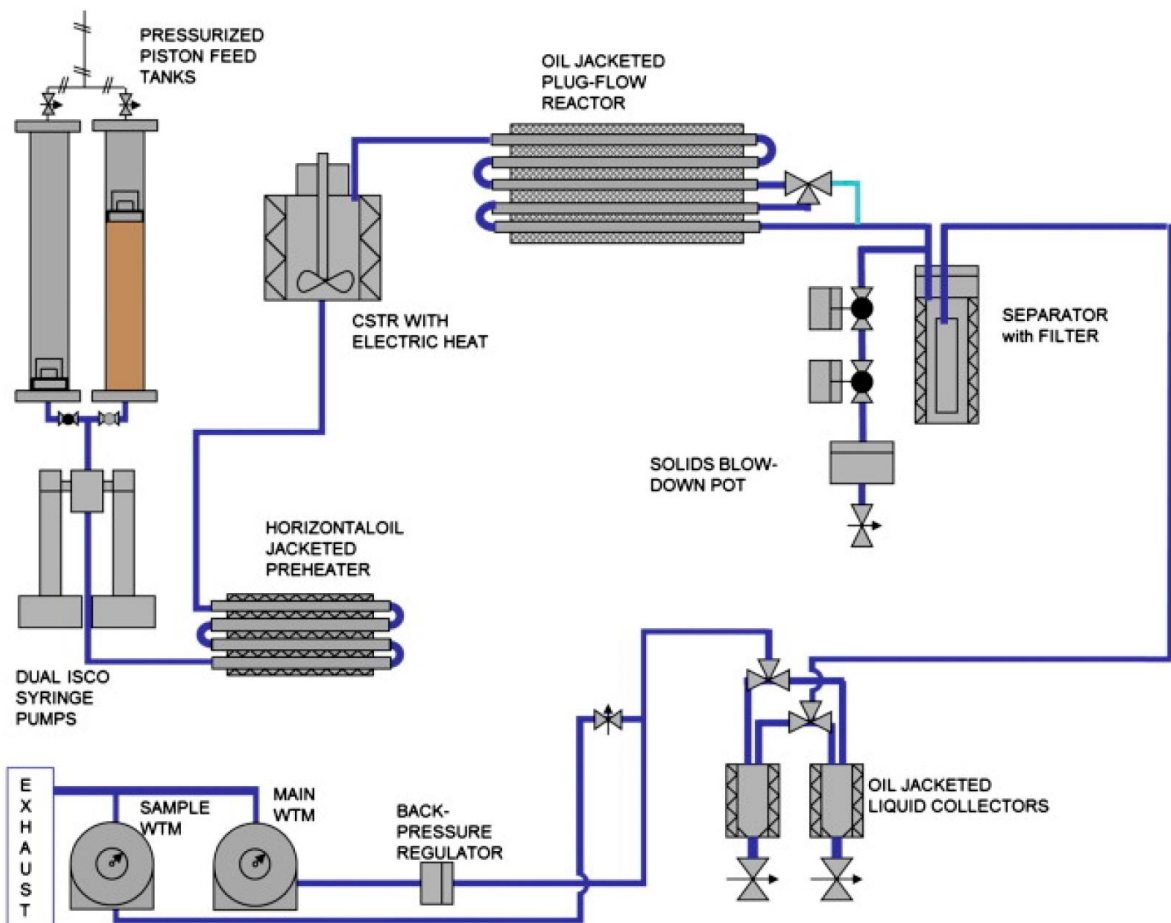 PRESSURIZED
PISTON FEED
TANKS
OIL JACKETED
PLUG-FLOW
REACTOR
CSTR WITH
ELECTRIC HEAT
SEPARATOR
with FILTER
SOLIDS BLOW-
DOWN POT
HORIZONTALOIL
JACKETED
PREHEATER
DUAL ISCO
SYRINGE
PUMPS
OIL JACKETED
LIQUID COLLECTORS
BACK-
PRESSURE
REGULATOR
MAIN
WTM
SAMPLE
WTM
E
X
H
A
U
S
T